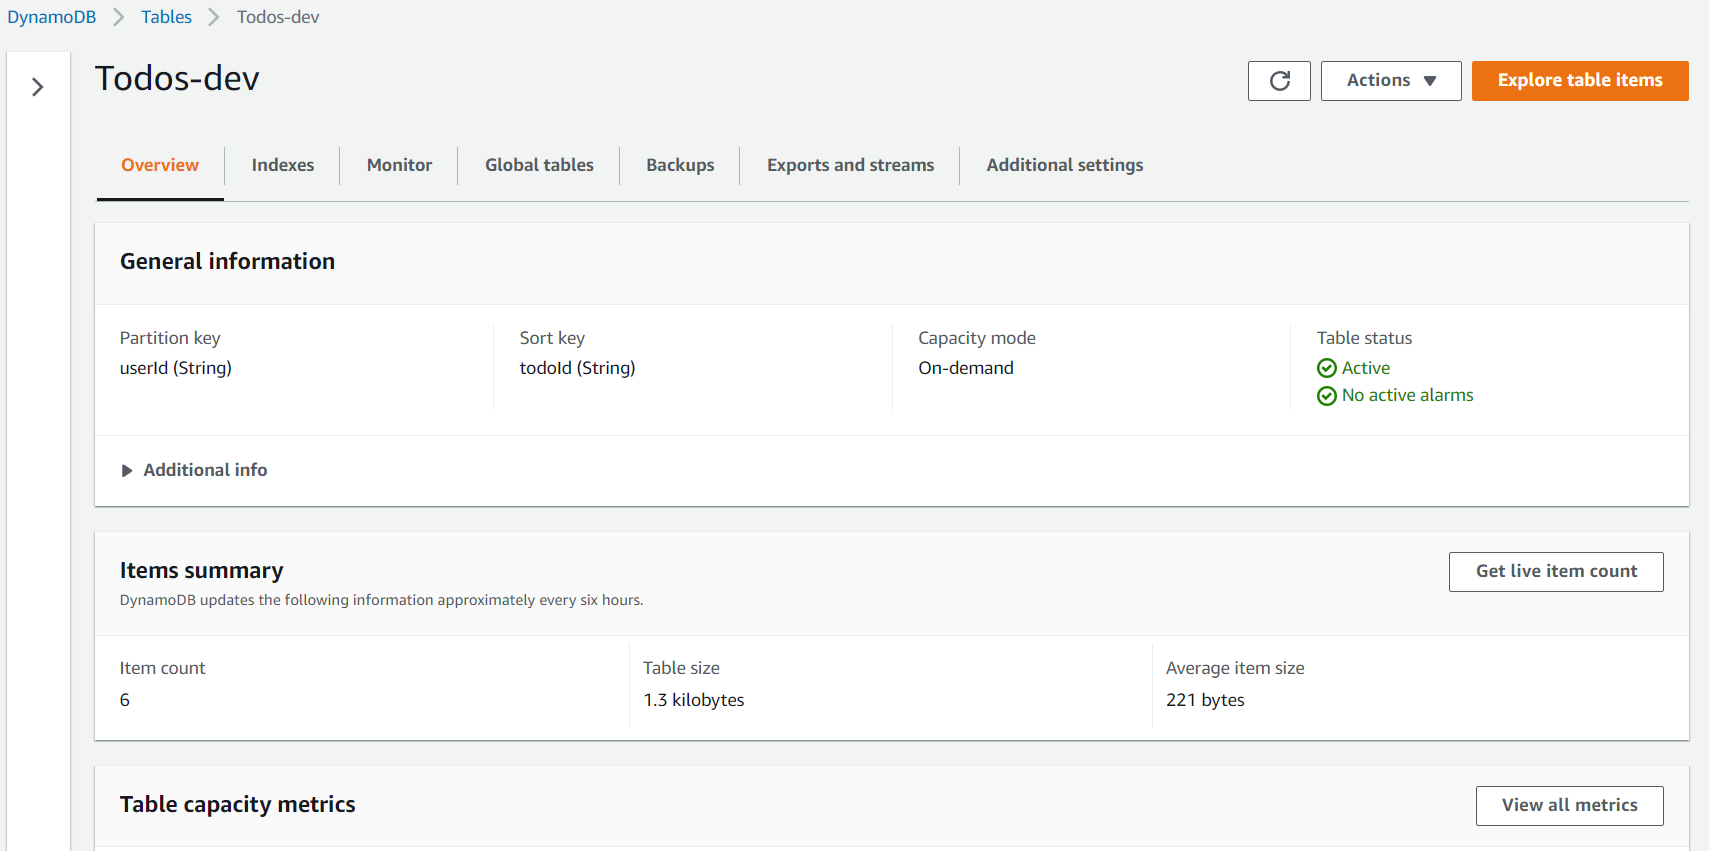 DynamoDB Tables Todos-dev
Todos-dev
Actions Explore table items
Overview Indexes Monitor Global tables Backups Exports and streams Additional settings
General information
Partition key Sort key Capacity mode Table status
userId (String) todoId (String) On-demand Active
No active alarms
Additional info
Items summary
Get live item count
DynamoDB updates the following information approximately every six hours.
Item count Table size Average item size
6 1.3 kilobytes 221 bytes
Table capacity metrics View all metrics